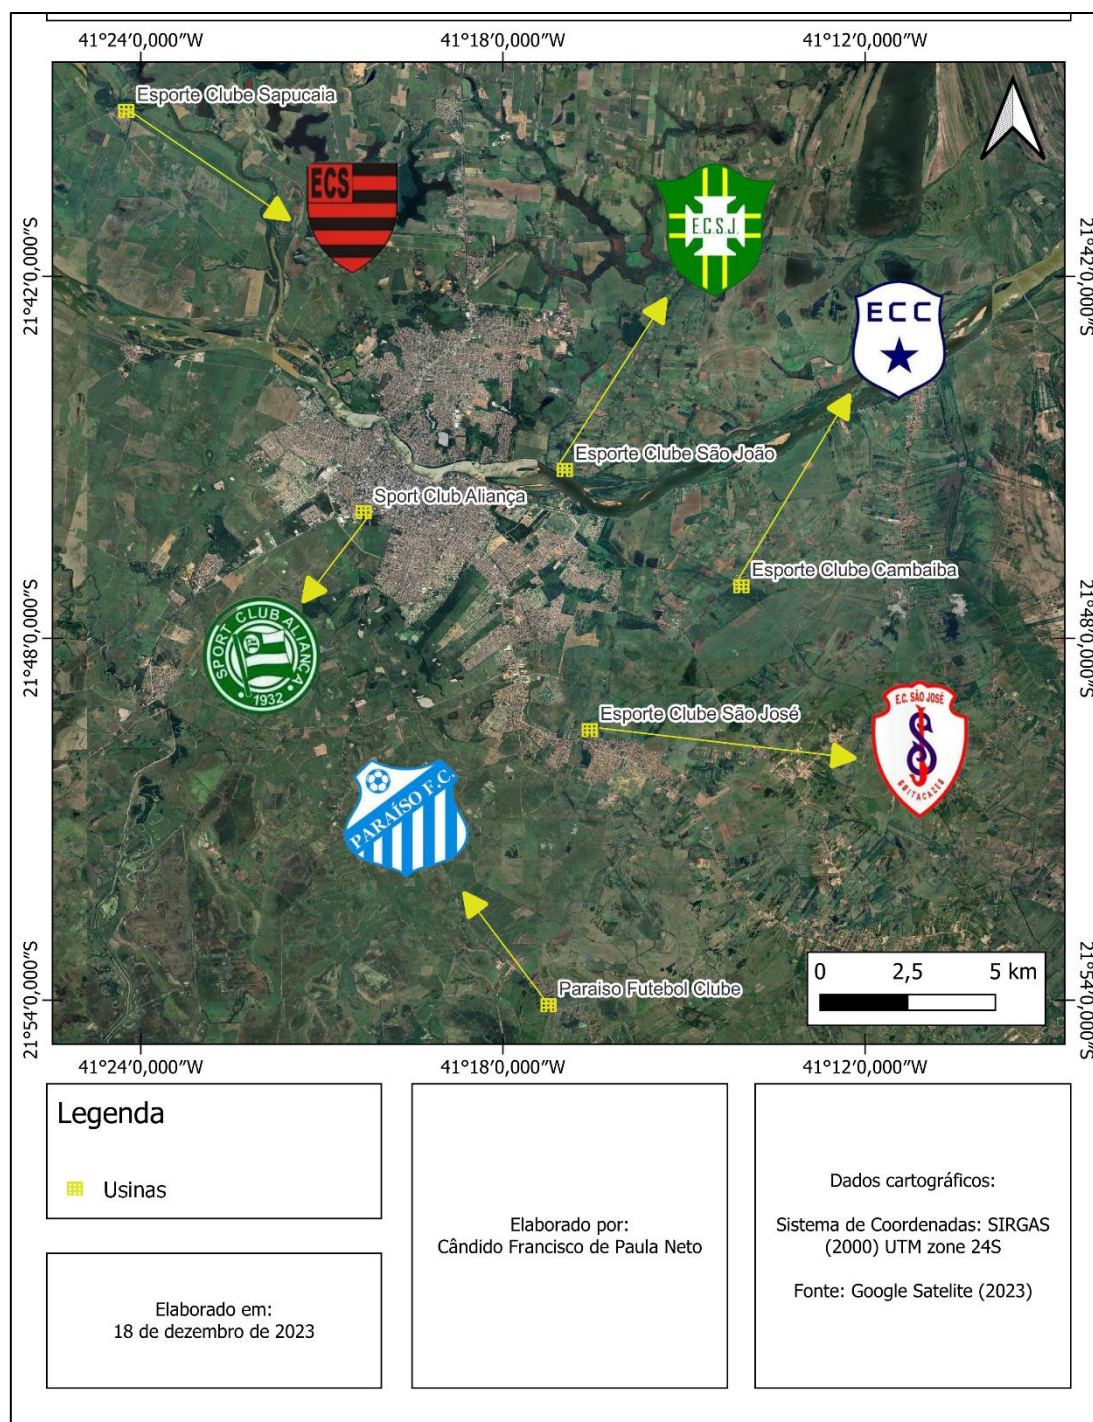 41°24'0,000"W
41°18'0,000"W
41°12'0,000"W
Esporte Clube Sapucaia
ECS
E.C.S.J.
21°42'0,000"S
21°42'0,000"S
ECC
Esporte Clube São João
Sport Club Aliança
Esporte Clube Cambaiba
SPORT CLUB ALIANÇA
1932
21°48'0,000"S
21°48'0,000"S
Esporte Clube São José
E.C. SÃO JOSÉ
GOITACAZES
PARAÍSO F.C.
Paraiso Futebol Clube
0 2,5 5 km
21°54'0,000"S
21°54'0,000"S
41°24'0,000"W
41°18'0,000"W
41°12'0,000"W
Legenda
Usinas
Elaborado em:
18 de dezembro de 2023
Elaborado por:
Cândido Francisco de Paula Neto
Dados cartográficos:
Sistema de Coordenadas: SIRGAS
(2000) UTM zone 24S
Fonte: Google Satelite (2023)